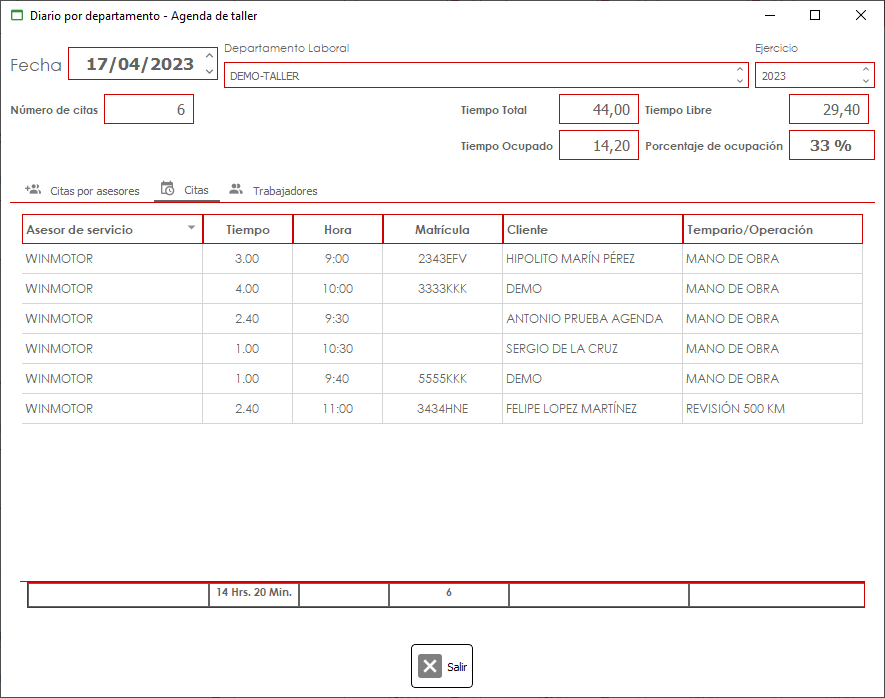 Diario por departamento - Agenda de taller
Fecha 17/04/2023
Departamento Laboral
DEMO-TALLER
Ejercicio
2023
Número de citas 6 Tiempo Total 44,00 Tiempo Libre 29,40
Tiempo Ocupado 14,20 Porcentaje de ocupación 33 %
Citas por asesores Citas Trabajadores
Asesor de servicio Tiempo Hora Matrícula Cliente Tempario/Operación
WINMOTOR 3.00 9:00 2343EFV HIPOLITO MARÍN PÉREZ MANO DE OBRA
WINMOTOR 4.00 10:00 3333KKK DEMO MANO DE OBRA
WINMOTOR 2.40 9:30 ANTONIO PRUEBA AGENDA MANO DE OBRA
WINMOTOR 1.00 10:30 SERGIO DE LA CRUZ MANO DE OBRA
WINMOTOR 1.00 9:40 5555KKK DEMO MANO DE OBRA
WINMOTOR 2.40 11:00 3434HNE FELIPE LOPEZ MARTÍNEZ REVISIÓN 500 KM
14 Hrs. 20 Min. 6
Salir